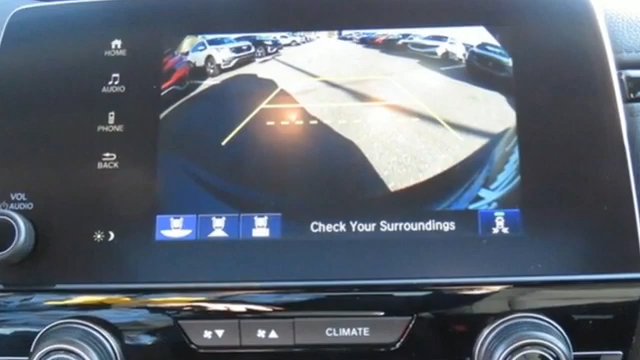 HOME
AUDIO
PHONE
BACK
VOL
AUDIO
Check Your Surroundings
CLIMATE